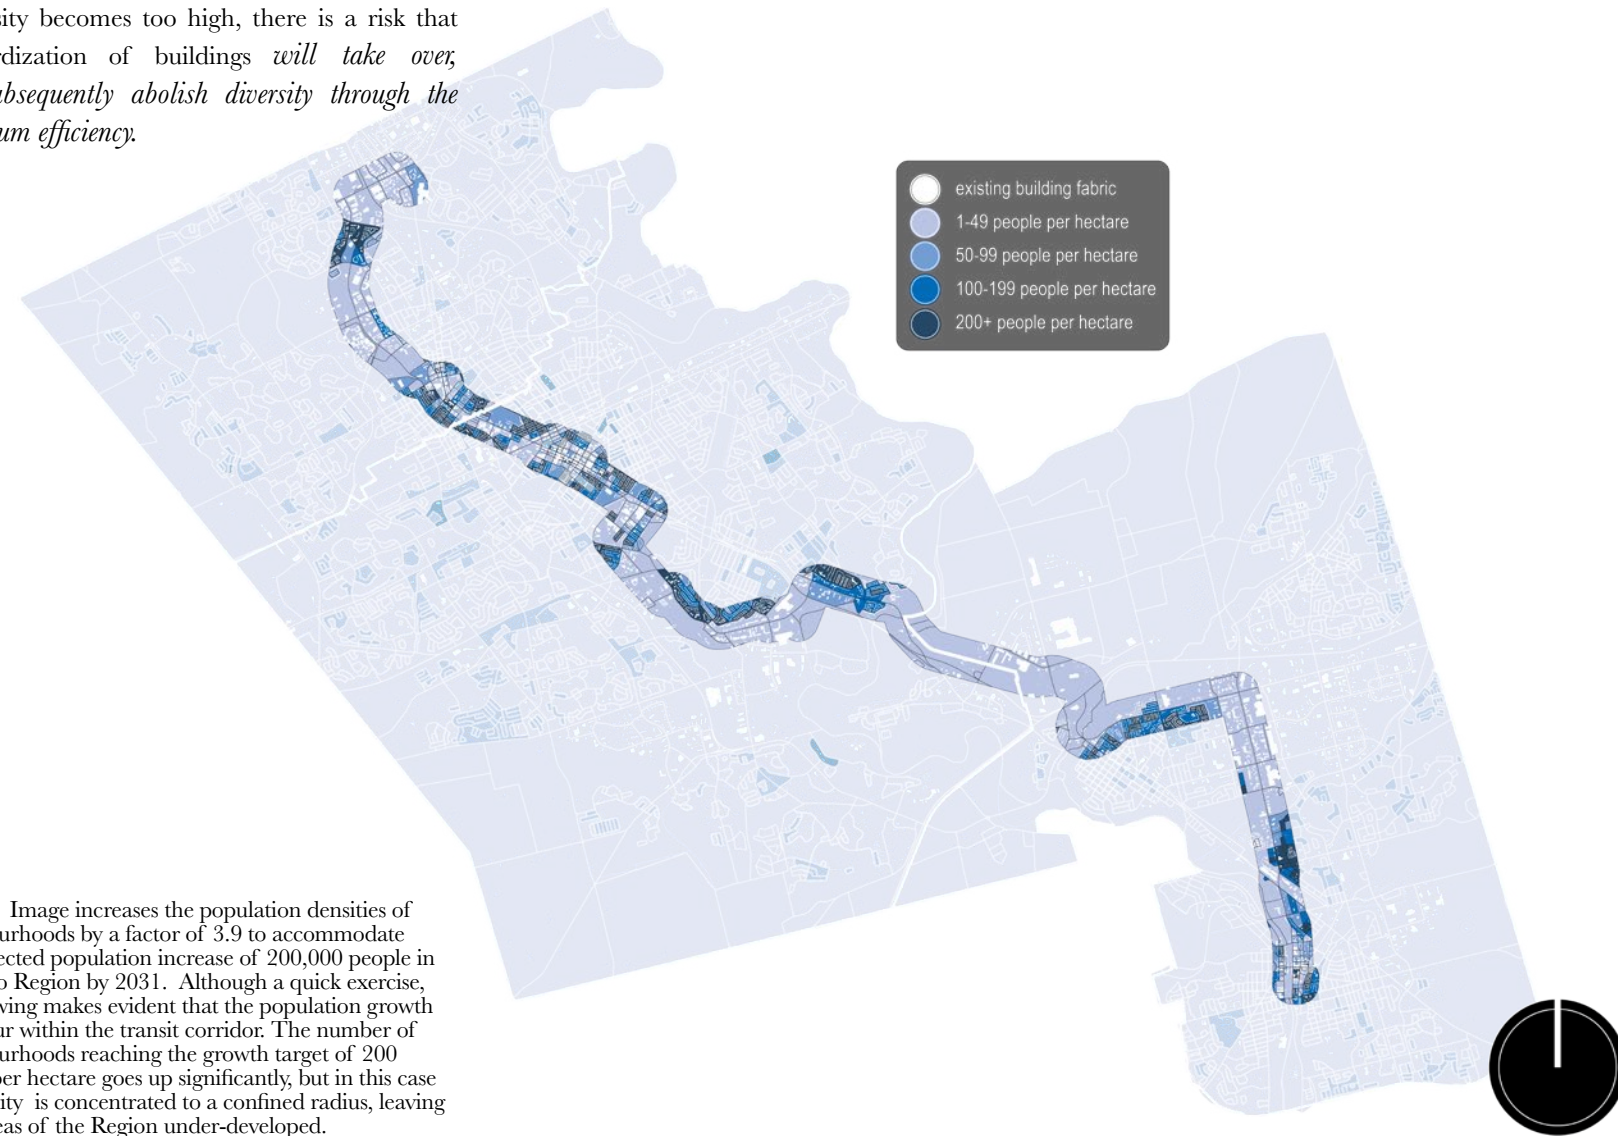 sity becomes too high, there is a risk that
rdization of buildings will take over,
ubsequently abolish diversity through the
um efficiency.
existing building fabric
1-49 people per hectare
50-99 people per hectare
100-199 people per hectare
200+ people per hectare
Image increases the population densities of
urhoods by a factor of 3.9 to accommodate
ected population increase of 200,000 people in
o Region by 2031. Although a quick exercise,
wing makes evident that the population growth
ur within the transit corridor. The number of
urhoods reaching the growth target of 200
per hectare goes up significantly, but in this case
ity is concentrated to a confined radius, leaving
eas of the Region under-developed.